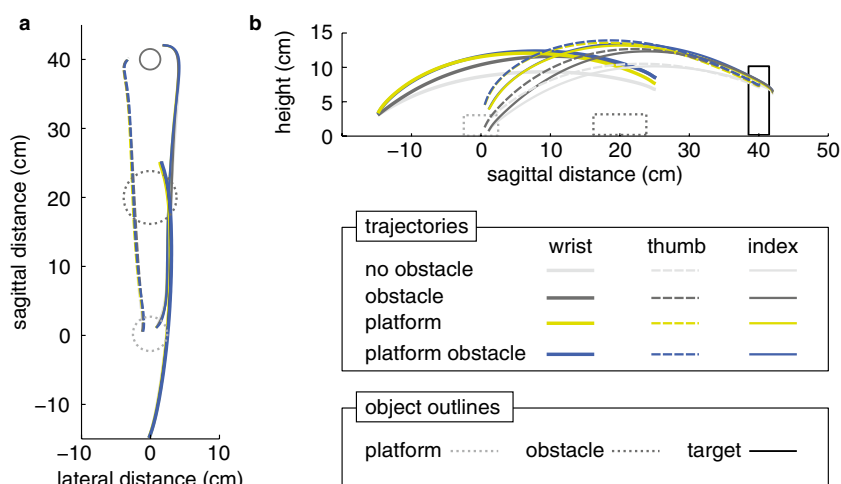 a
sagittal distance (cm)
40
30
20
10
0
−10
−10 0 10
lateral distance (cm)
b
height (cm)
15
10
5
0
−10 0 10 20 30 40 50
sagittal distance (cm)
trajectories
wrist thumb index
no obstacle
obstacle
platform
platform obstacle
object outlines
platform obstacle target